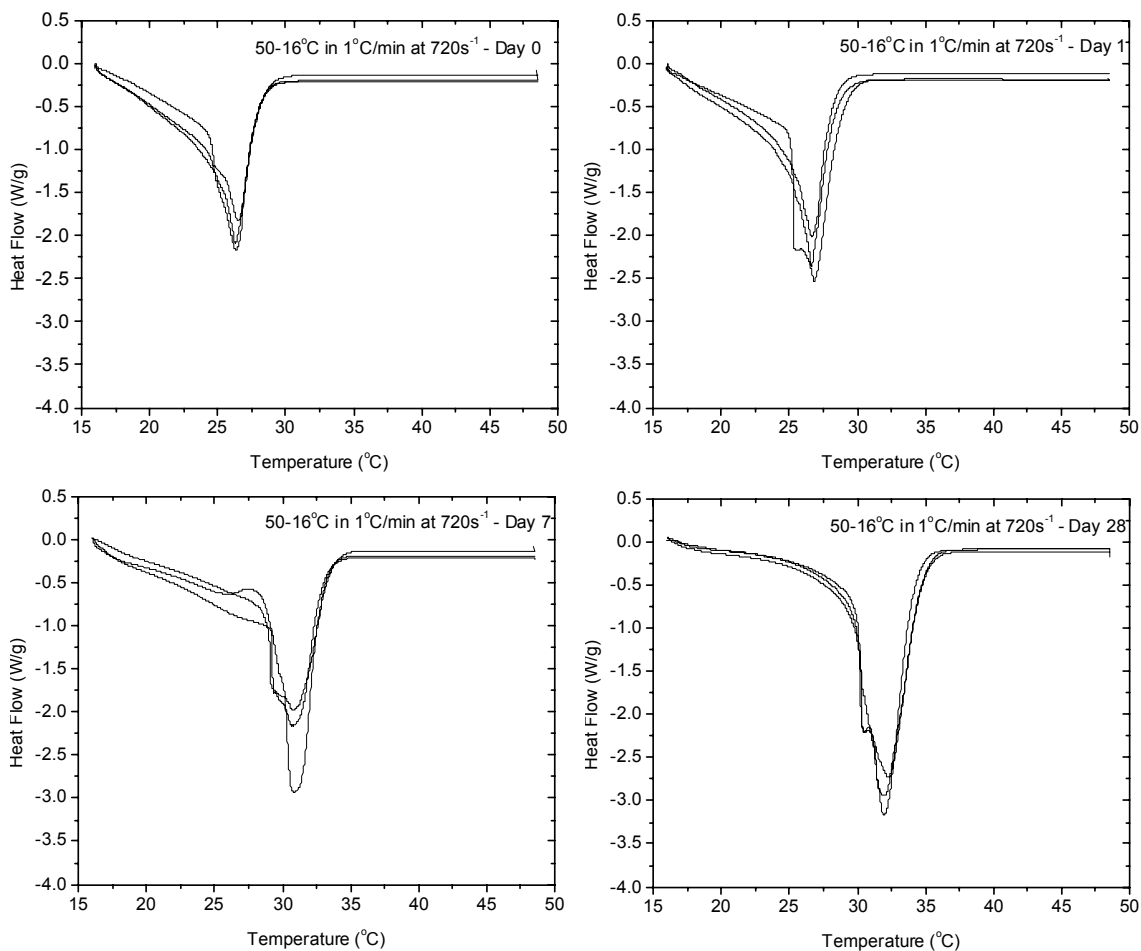 50-16°C in 1°C/min at 720s⁻¹ - Day 0
0.5
0.0
-0.5
-1.0
-1.5
-2.0
-2.5
-3.0
-3.5
-4.0
Heat Flow (W/g)
15 20 25 30 35 40 45 50
Temperature (°C)
50-16°C in 1°C/min at 720s⁻¹ - Day 1
0.5
0.0
-0.5
-1.0
-1.5
-2.0
-2.5
-3.0
-3.5
-4.0
Heat Flow (W/g)
15 20 25 30 35 40 45 50
Temperature (°C)
50-16°C in 1°C/min at 720s⁻¹ - Day 7
0.5
0.0
-0.5
-1.0
-1.5
-2.0
-2.5
-3.0
-3.5
-4.0
Heat Flow (W/g)
15 20 25 30 35 40 45 50
Temperature (°C)
50-16°C in 1°C/min at 720s⁻¹ - Day 28
0.5
0.0
-0.5
-1.0
-1.5
-2.0
-2.5
-3.0
-3.5
-4.0
Heat Flow (W/g)
15 20 25 30 35 40 45 50
Temperature (°C)